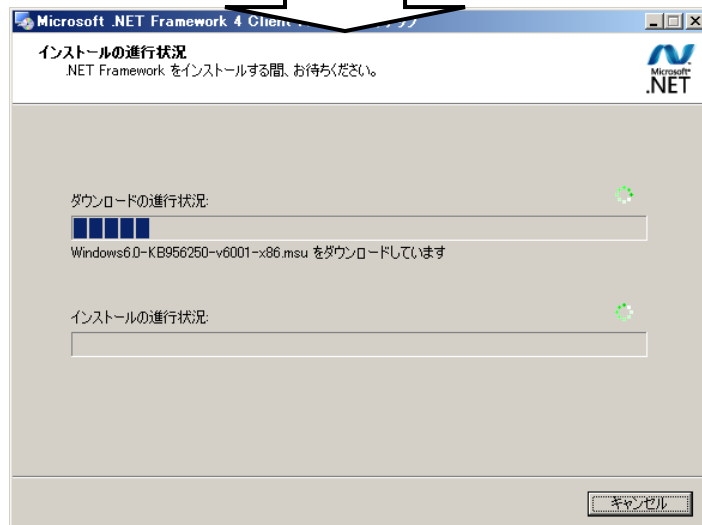 Microsoft .NET Framework 4 Client
インストールの進行状況
.NET Framework をインストールする間、お待ちください。
Microsoft
.NET
ダウンロードの進行状況:
Windows6.0-KB956250-v6001-x86.msu をダウンロードしています
インストールの進行状況:
キャンセル